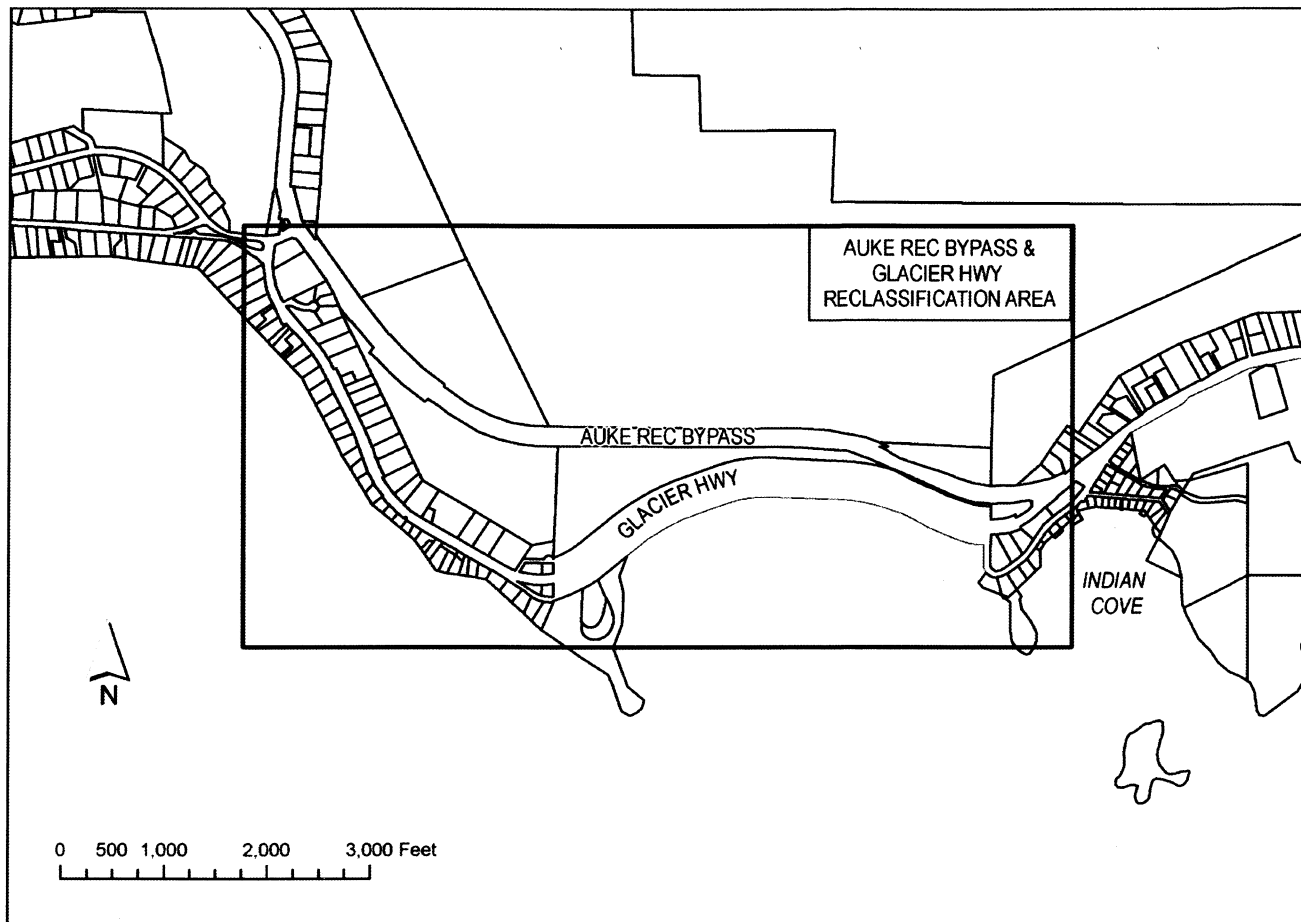 AUKE REC BYPASS &
GLACIER HWY
RECLASSIFICATION AREA
AUKE REC BYPASS
GLACIER HWY
INDIAN
COVE
N
0 500 1,000 2,000 3,000 Feet